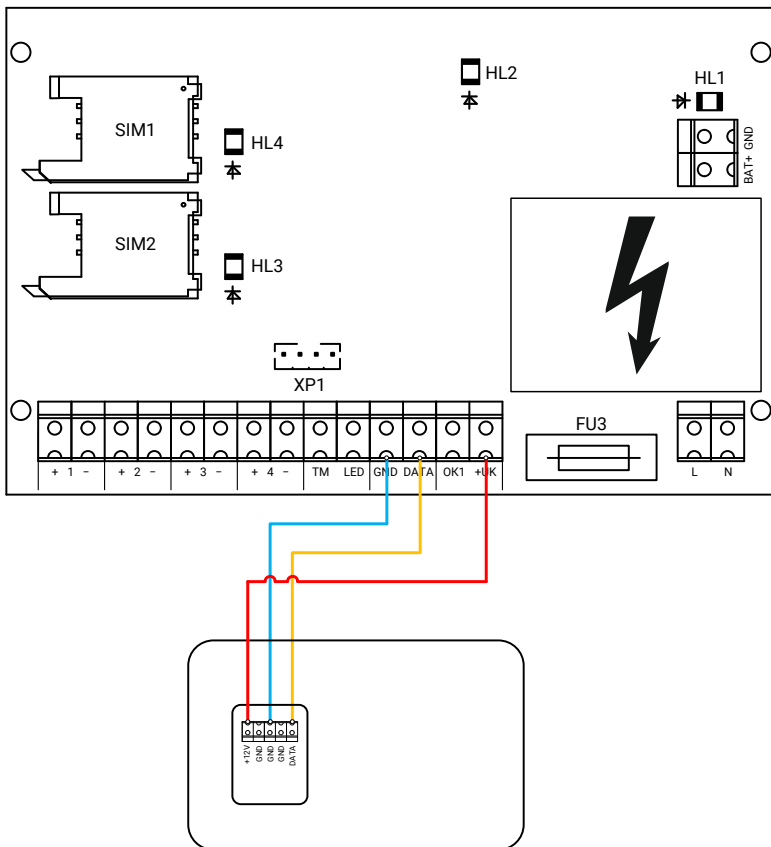 HL2
HL1
SIM1
HL4
BAT+ GND
SIM2
HL3
XP1
FU3
+ 1 − + 2 − + 3 − + 4 − TM LED GND DATA OK1 +UK
L N
+12V
GND
GND
GND
DATA